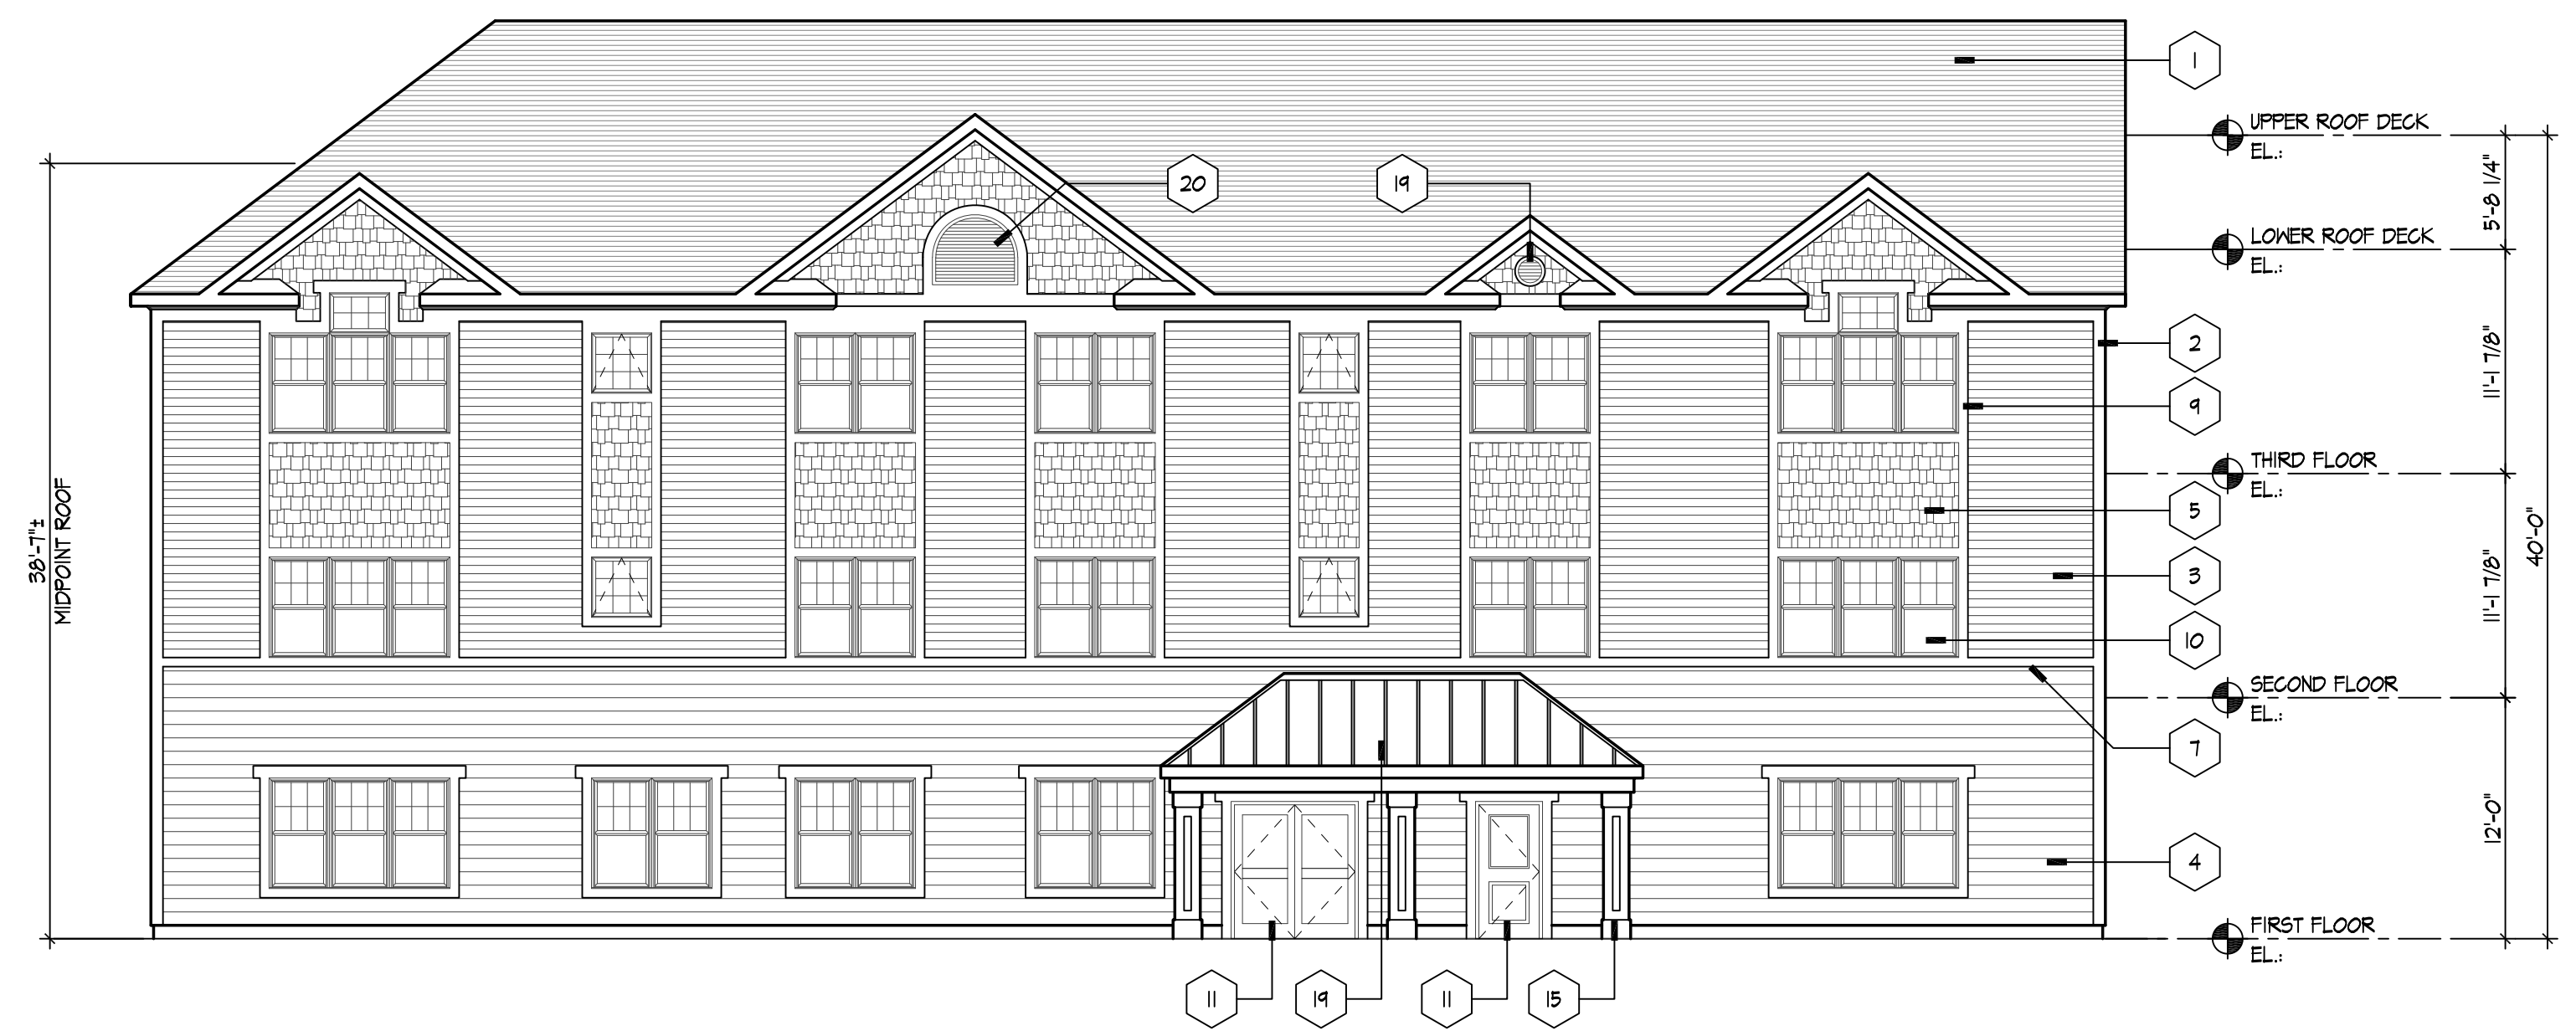 1
UPPER ROOF DECK
EL.:
20
19
5'-8 1/4"
LOWER ROOF DECK
EL.:
2
11'-1 7/8"
9
THIRD FLOOR
EL.:
5
38'-7"±
MIDPOINT ROOF
40'-0"
3
11'-1 7/8"
10
SECOND FLOOR
EL.:
7
12'-0"
4
FIRST FLOOR
EL.:
11
19
11
15